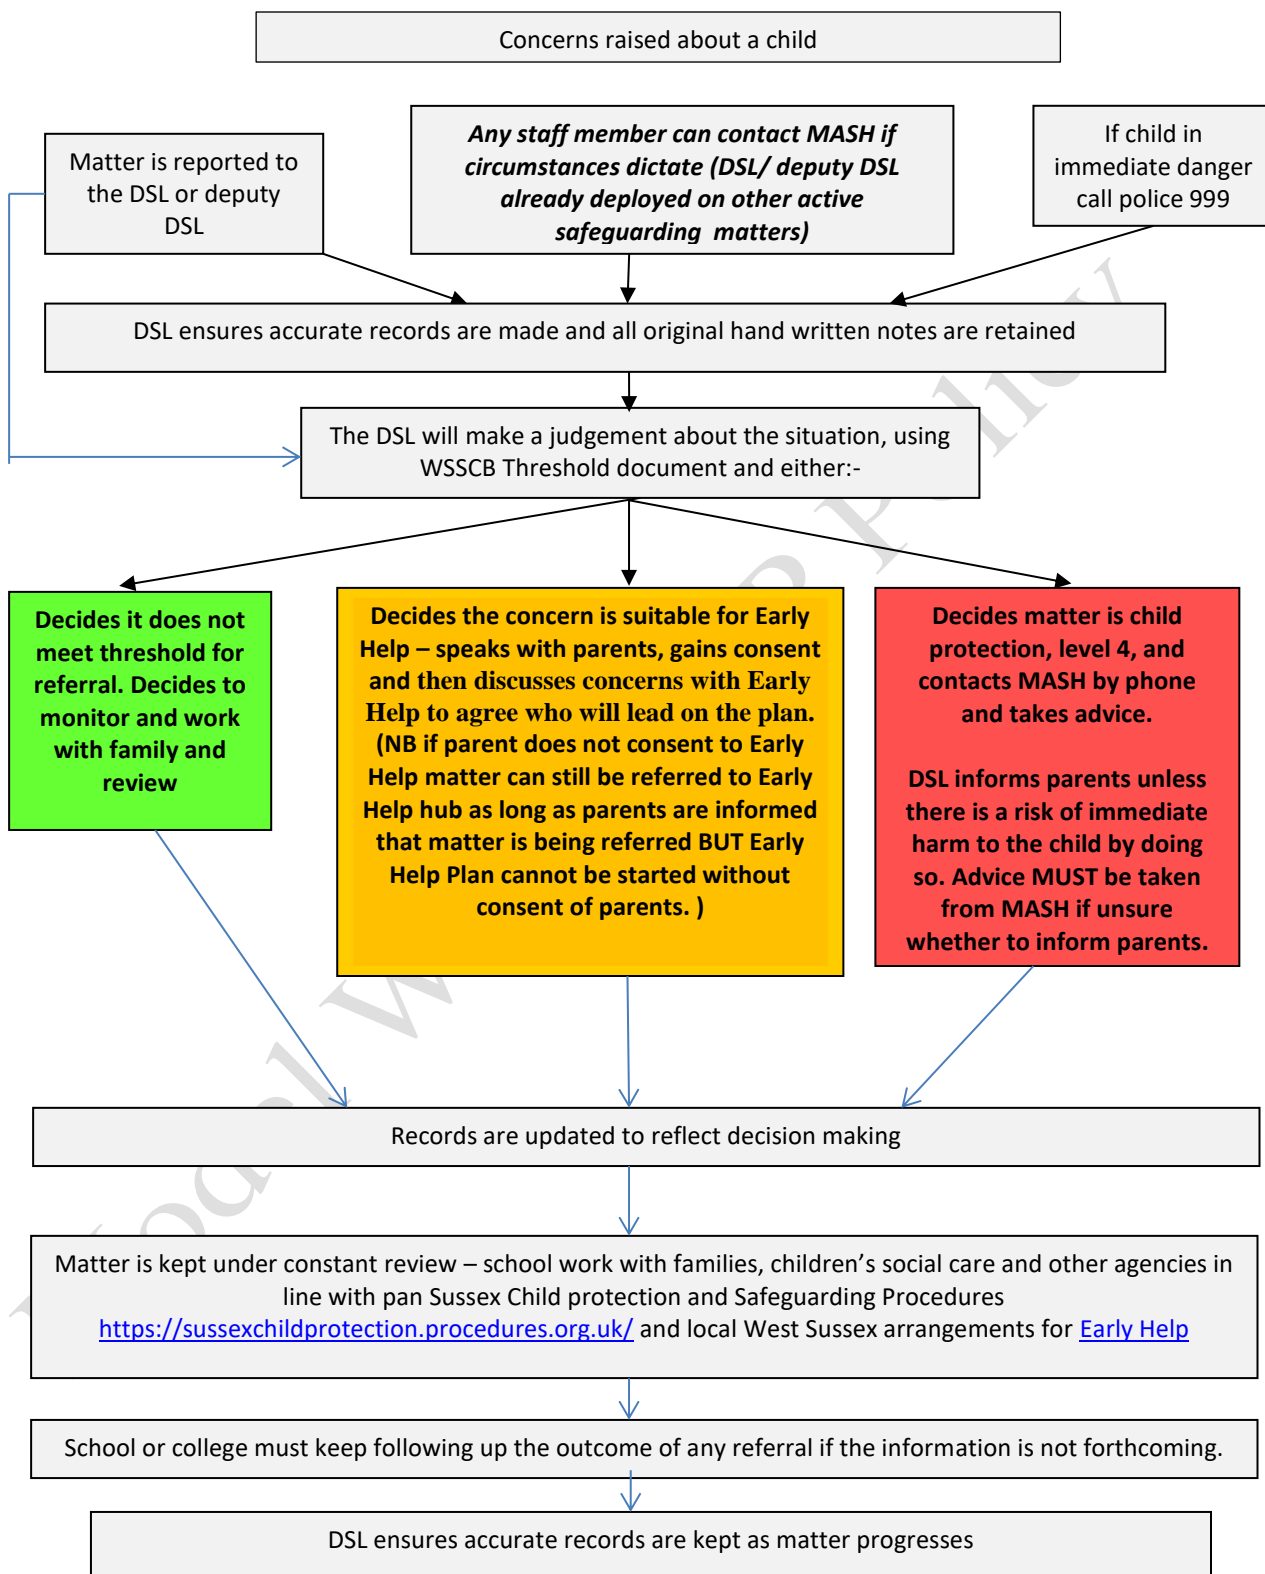 Concerns raised about a child
Matter is reported to
the DSL or deputy
DSL
Any staff member can contact MASH if
circumstances dictate (DSL/ deputy DSL
already deployed on other active
safeguarding matters)
If child in
immediate danger
call police 999
DSL ensures accurate records are made and all original hand written notes are retained
The DSL will make a judgement about the situation, using
WSSCB Threshold document and either:-
Decides it does not
meet threshold for
referral. Decides to
monitor and work
with family and
review
Decides the concern is suitable for Early
Help – speaks with parents, gains consent
and then discusses concerns with Early
Help to agree who will lead on the plan.
(NB if parent does not consent to Early
Help matter can still be referred to Early
Help hub as long as parents are informed
that matter is being referred BUT Early
Help Plan cannot be started without
consent of parents. )
Decides matter is child
protection, level 4, and
contacts MASH by phone
and takes advice.
DSL informs parents unless
there is a risk of immediate
harm to the child by doing
so. Advice MUST be taken
from MASH if unsure
whether to inform parents.
Records are updated to reflect decision making
Matter is kept under constant review – school work with families, children’s social care and other agencies in
line with pan Sussex Child protection and Safeguarding Procedures
https://sussexchildprotection.procedures.org.uk/ and local West Sussex arrangements for Early Help
School or college must keep following up the outcome of any referral if the information is not forthcoming.
DSL ensures accurate records are kept as matter progresses